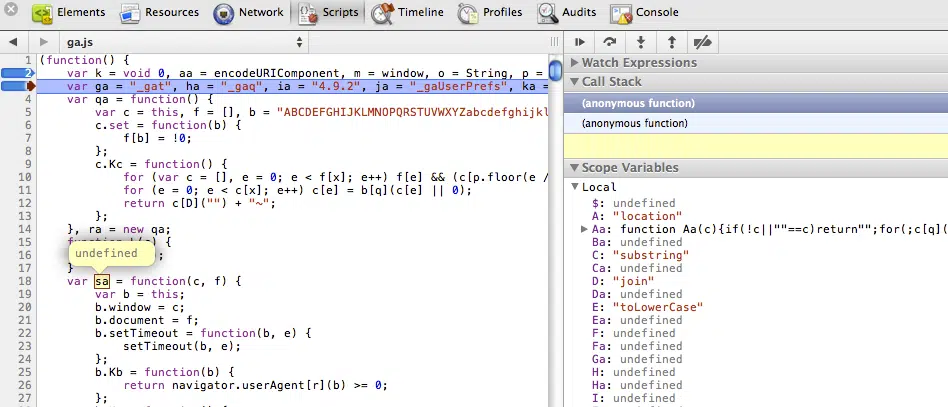 Elements Resources Network Scripts Timeline Profiles Audits Console
ga.js
1 (function() {
2 var k = void 0, aa = encodeURIComponent, m = window, o = String, p =
var ga = "_gat", ha = "_gaq", ia = "4.9.2", ja = "_gaUserPrefs", ka =
4 var qa = function() {
5 var c = this, f = [], b = "ABCDEFGHIJKLMNOPQRSTUVWXYZabcdefghijkl
6 c.set = function(b) {
7 f[b] = !0;
8 };
9 c.Kc = function() {
10 for (var c = [], e = 0; e < f[x]; e++) f[e] && (c[p.floor(e /
11 for (e = 0; e < c[x]; e++) c[e] = b[q](c[e] || 0);
12 return c[D]("") + "~";
13 };
14 }, ra = new qa;
15
16 ;
17 }
undefined
18 var sa = function(c, f) {
19 var b = this;
20 b.window = c;
21 b.document = f;
22 b.setTimeout = function(b, e) {
23 setTimeout(b, e);
24 };
25 b.Kb = function(b) {
26 return navigator.userAgent[r](b) >= 0;
27 };
Watch Expressions
Call Stack
(anonymous function)
(anonymous function)
Scope Variables
Local
$: undefined
A: "location"
Aa: function Aa(c){if(!c||""==c)return"";for(;c[q](
Ba: undefined
C: "substring"
Ca: undefined
D: "join"
Da: undefined
E: "toLowerCase"
Ea: undefined
F: undefined
Fa: undefined
Ga: undefined
H: undefined
Ha: undefined
I: undefined